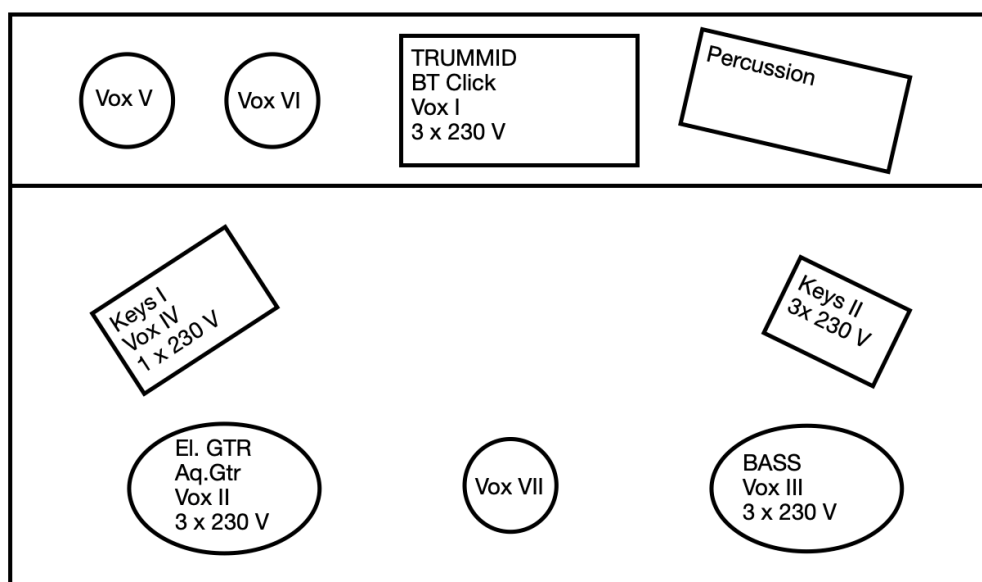 Vox V
Vox VI
TRUMMID
BT Click
Vox I
3 x 230 V
Percussion
Keys I
Vox IV
1 x 230 V
Keys II
3x 230 V
El. GTR
Aq.Gtr
Vox II
3 x 230 V
Vox VII
BASS
Vox III
3 x 230 V